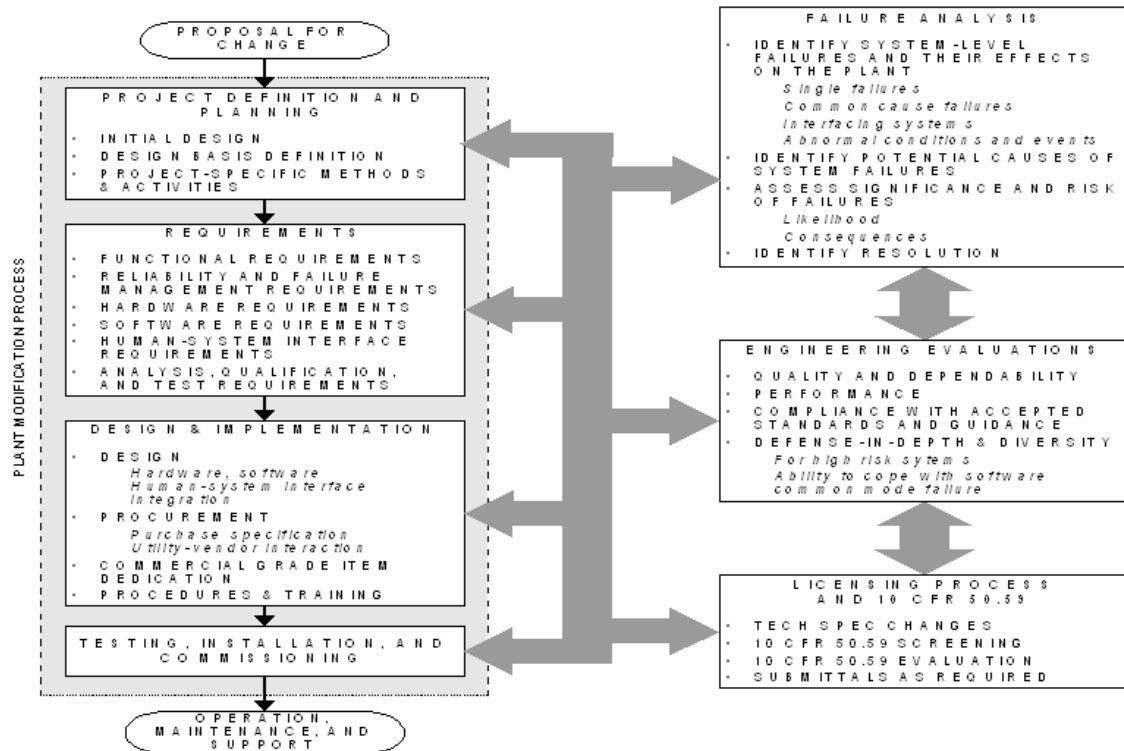 PROPOSAL FOR
CHANGE
PLANT MODIFICATION PROCESS
PROJECT DEFINITION AND
PLANNING
· INITIAL DESIGN
· DESIGN BASIS DEFINITION
· PROJECT-SPECIFIC METHODS
& ACTIVITIES
REQUIREMENTS
· FUNCTIONAL REQUIREMENTS
· RELIABILITY AND FAILURE
MANAGEMENT REQUIREMENTS
· HARDWARE REQUIREMENTS
· SOFTWARE REQUIREMENTS
· HUMAN-SYSTEM INTERFACE
REQUIREMENTS
· ANALYSIS, QUALIFICATION,
AND TEST REQUIREMENTS
DESIGN & IMPLEMENTATION
· DESIGN
Hardware, software
Human-system interface
Integration
· PROCUREMENT
Purchase specification
Utility-vendor interaction
· COMMERCIAL GRADE ITEM
DEDICATION
· PROCEDURES & TRAINING
TESTING, INSTALLATION, AND
COMMISSIONING
OPERATION,
MAINTENANCE, AND
SUPPORT
FAILURE ANALYSIS
· IDENTIFY SYSTEM-LEVEL
FAILURES AND THEIR EFFECTS
ON THE PLANT
Single failures
Common cause failures
Interfacing systems
Abnormal conditions and events
· IDENTIFY POTENTIAL CAUSES OF
SYSTEM FAILURES
· ASSESS SIGNIFICANCE AND RISK
OF FAILURES
Likelihood
Consequences
· IDENTIFY RESOLUTION
ENGINEERING EVALUATIONS
· QUALITY AND DEPENDABILITY
· PERFORMANCE
· COMPLIANCE WITH ACCEPTED
STANDARDS AND GUIDANCE
· DEFENSE-IN-DEPTH & DIVERSITY
For high risk sytems
Ability to cope with software
common mode failure
LICENSING PROCESS
AND 10 CFR 50.59
· TECH SPEC CHANGES
· 10 CFR 50.59 SCREENING
· 10 CFR 50.59 EVALUATION
· SUBMITTALS AS REQUIRED